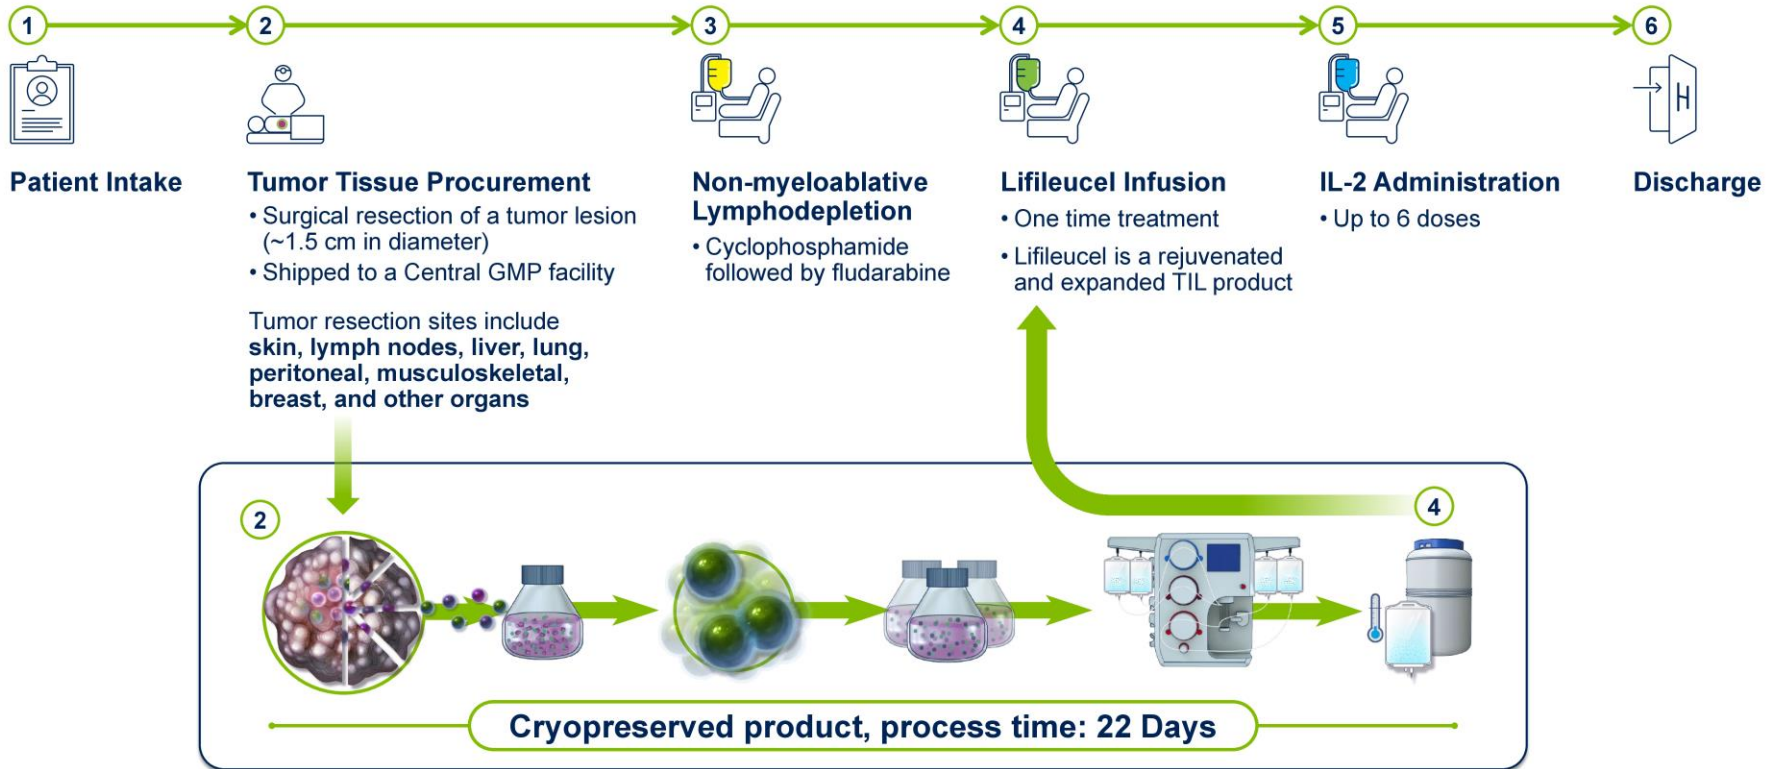 1
2
3
4
5
6
Patient Intake
Tumor Tissue Procurement
• Surgical resection of a tumor lesion
(~1.5 cm in diameter)
• Shipped to a Central GMP facility
Tumor resection sites include
skin, lymph nodes, liver, lung,
peritoneal, musculoskeletal,
breast, and other organs
Non-myeloablative
Lymphodepletion
• Cyclophosphamide
followed by fludarabine
Lifileucel Infusion
• One time treatment
• Lifileucel is a rejuvenated
and expanded TIL product
IL-2 Administration
• Up to 6 doses
H
Discharge
2
4
Cryopreserved product, process time: 22 Days